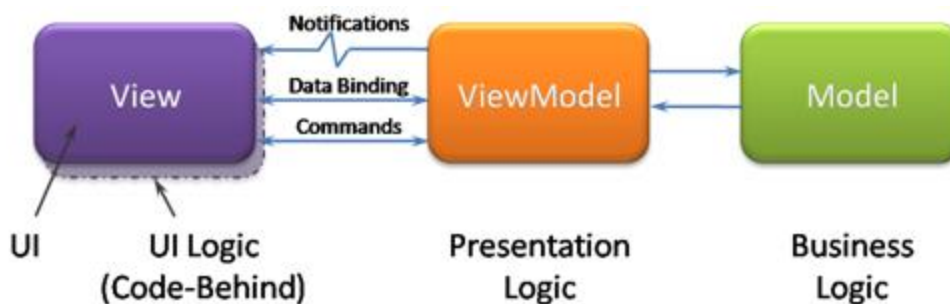 Notifications
View
Data Binding
ViewModel
Model
Commands
UI
UI Logic
(Code-Behind)
Presentation
Logic
Business
Logic